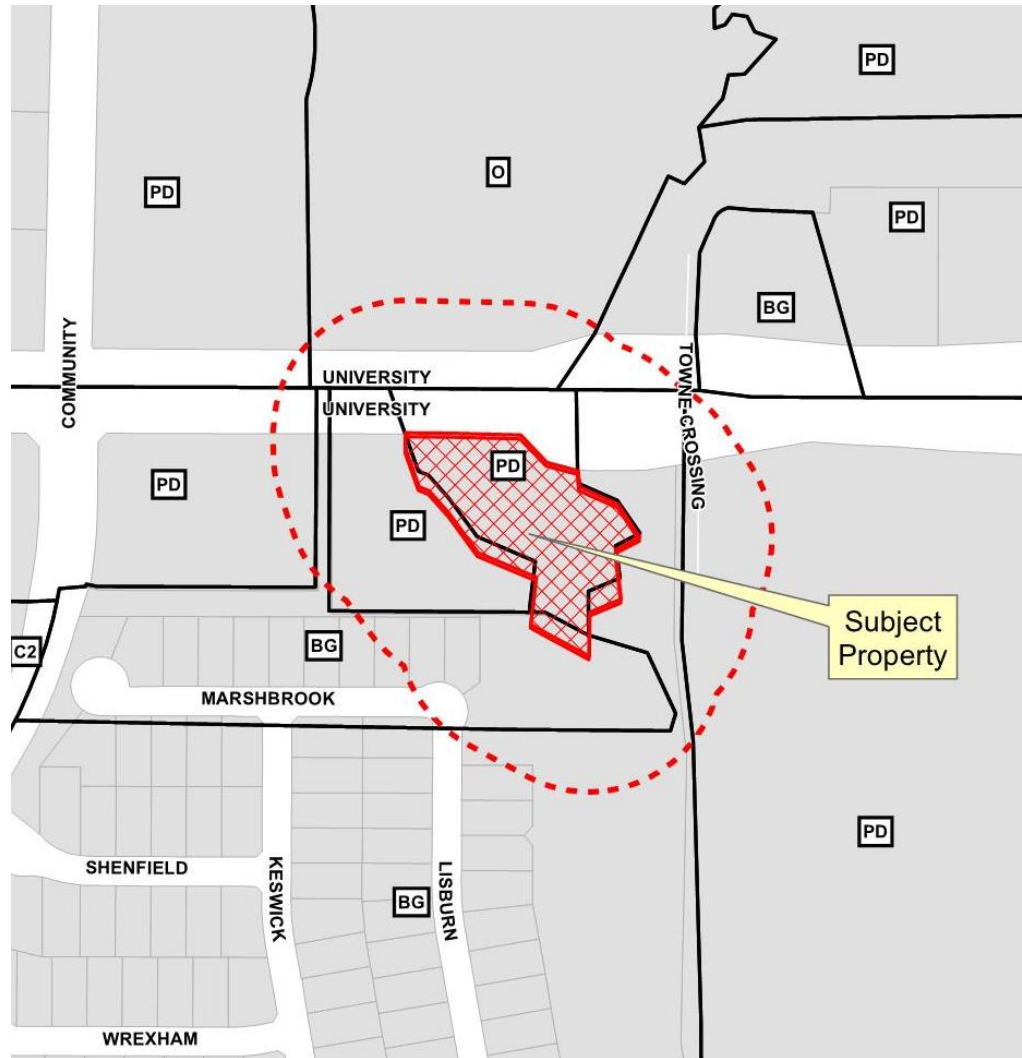 PD
PD
O
PD
BG
COMMUNITY
UNIVERSITY
UNIVERSITY
TOWNE CROSSING
PD
PD
PD
Subject
Property
C2
BG
MARSHBROOK
PD
SHENFIELD
KESWICK
LISBURN
BG
WREXHAM